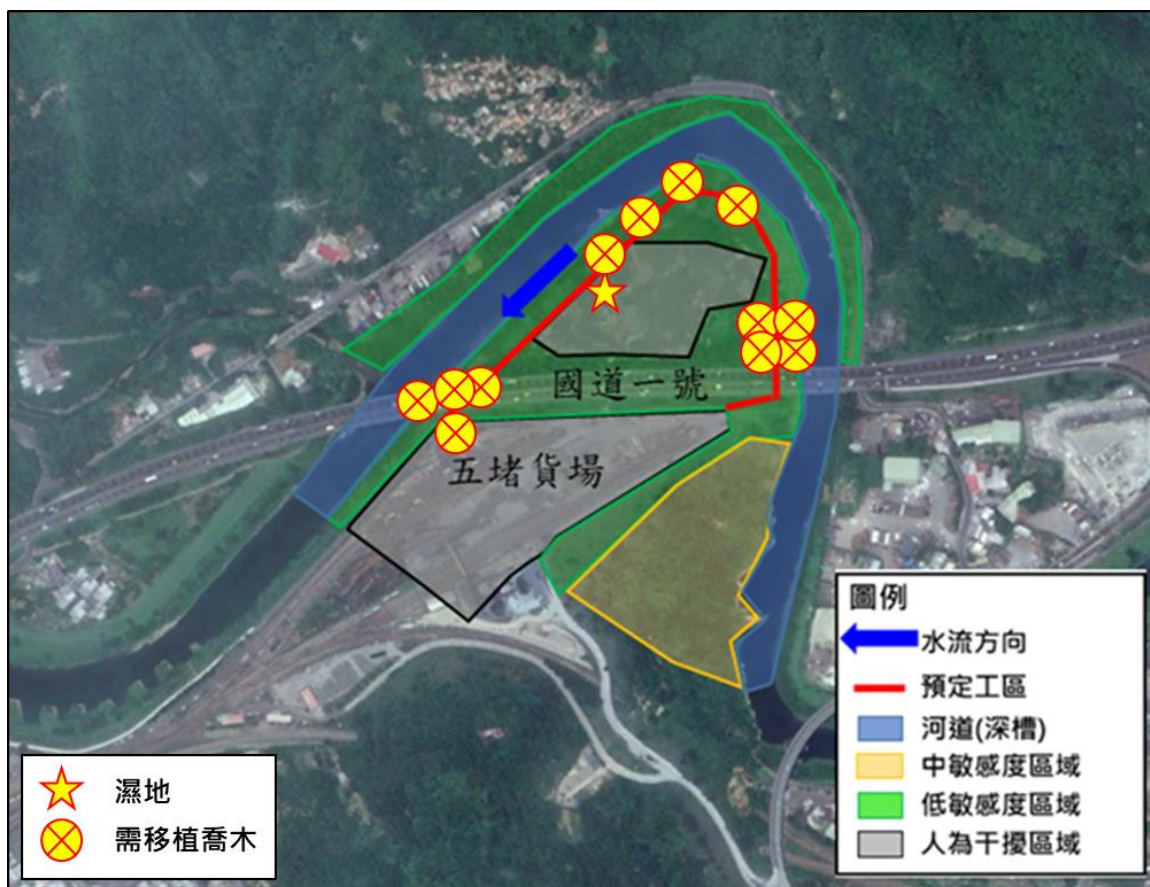 國道一號
五堵貨場
圖例
水流方向
預定工區
河道(深槽)
中敏感度區域
低敏感度區域
人為干擾區域
濕地
需移植喬木